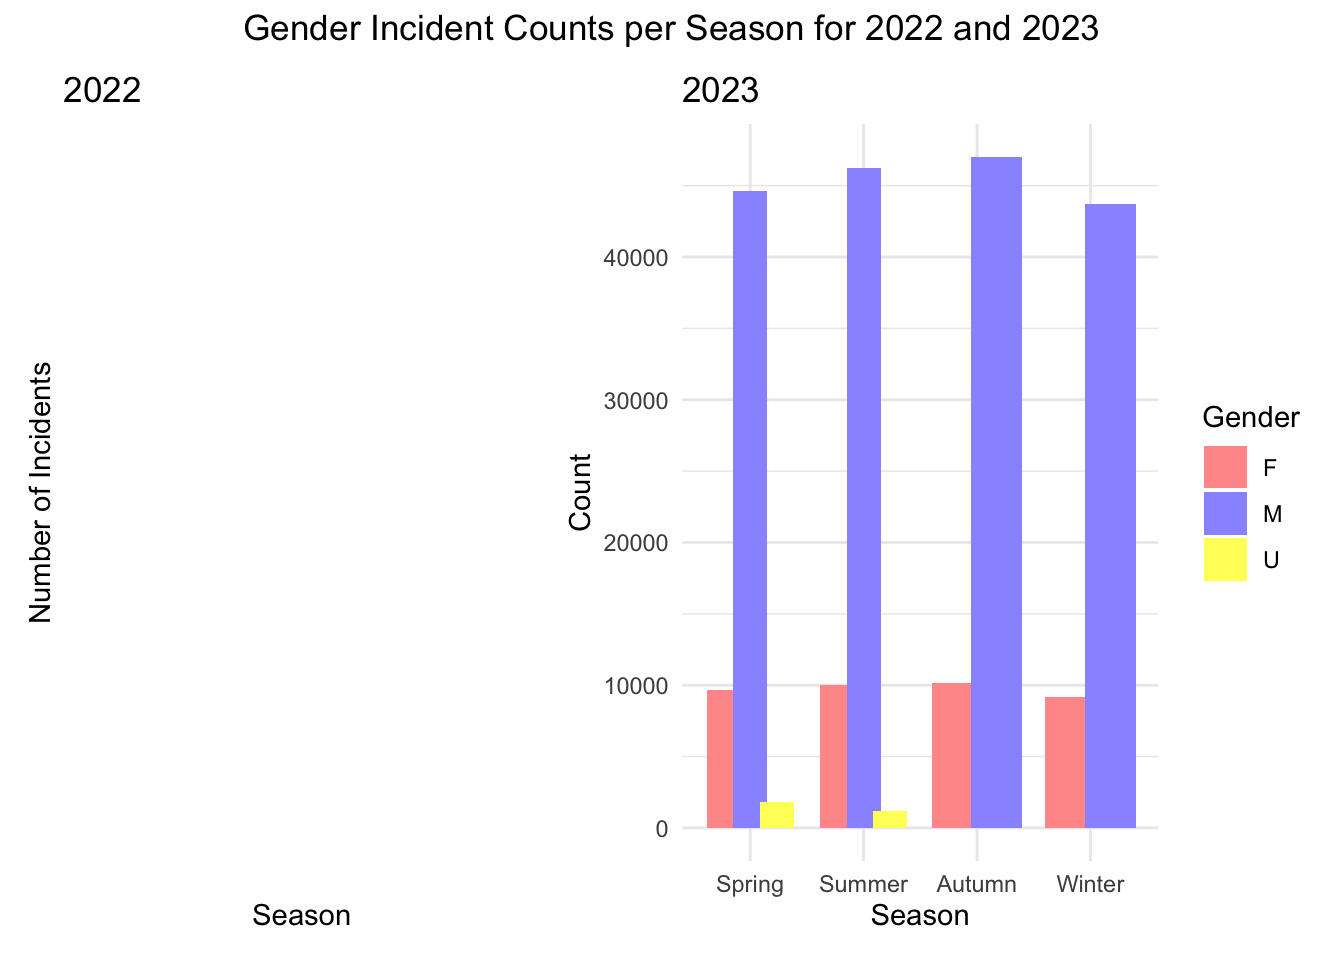 Gender Incident Counts per Season for 2022 and 2023
2022
Number of Incidents
Season
2023
Count
40000
30000
20000
10000
0
Spring Summer Autumn Winter
Season
Gender
F
M
U